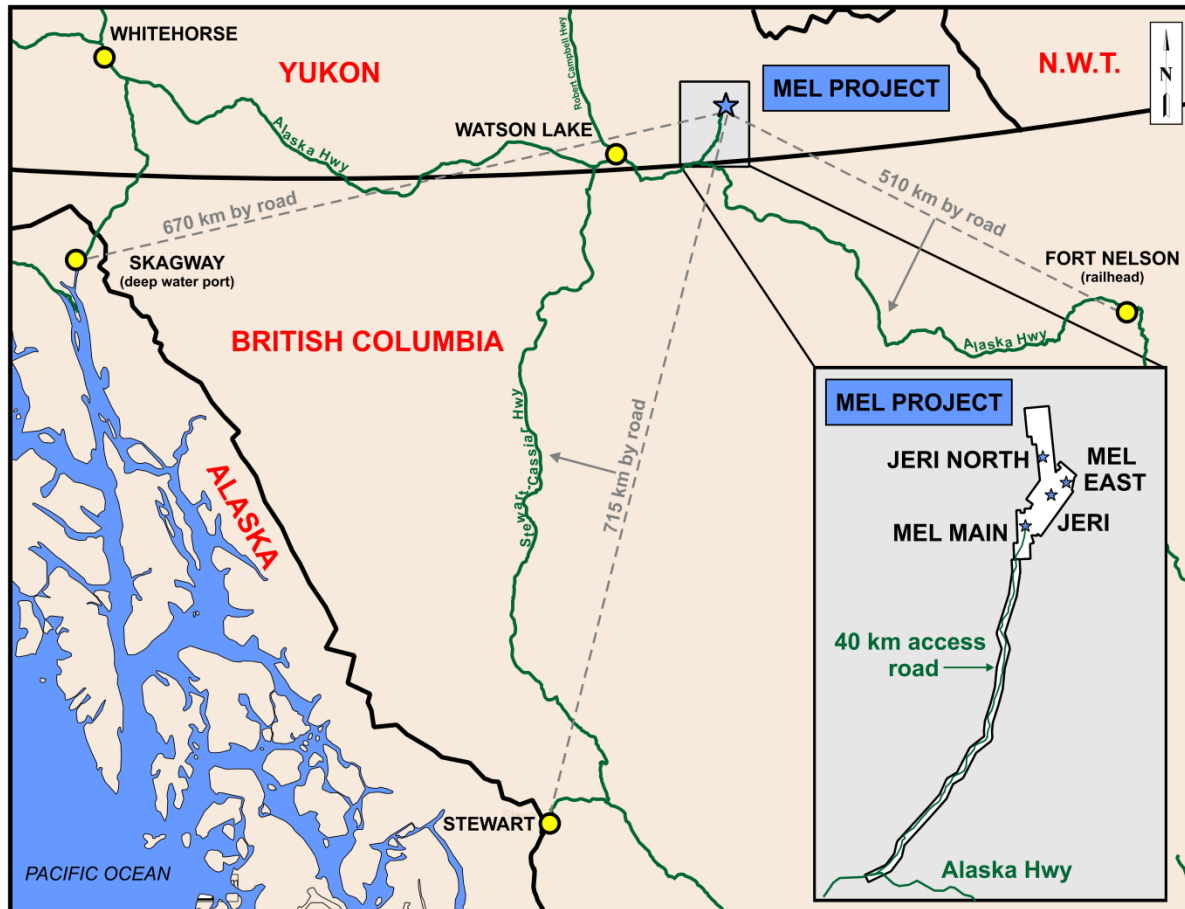 WHITEHORSE
YUKON
Robert Campbell Hwy
MEL PROJECT
N.W.T.
N
Alaska Hwy
WATSON LAKE
670 km by road
510 km by road
SKAGWAY
(deep water port)
FORT NELSON
(railhead)
BRITISH COLUMBIA
Alaska Hwy
ALASKA
Stewart-Cassiar Hwy
715 km by road
STEWART
PACIFIC OCEAN
MEL PROJECT
JERI NORTH
MEL
EAST
JERI
MEL MAIN
40 km access
road
Alaska Hwy